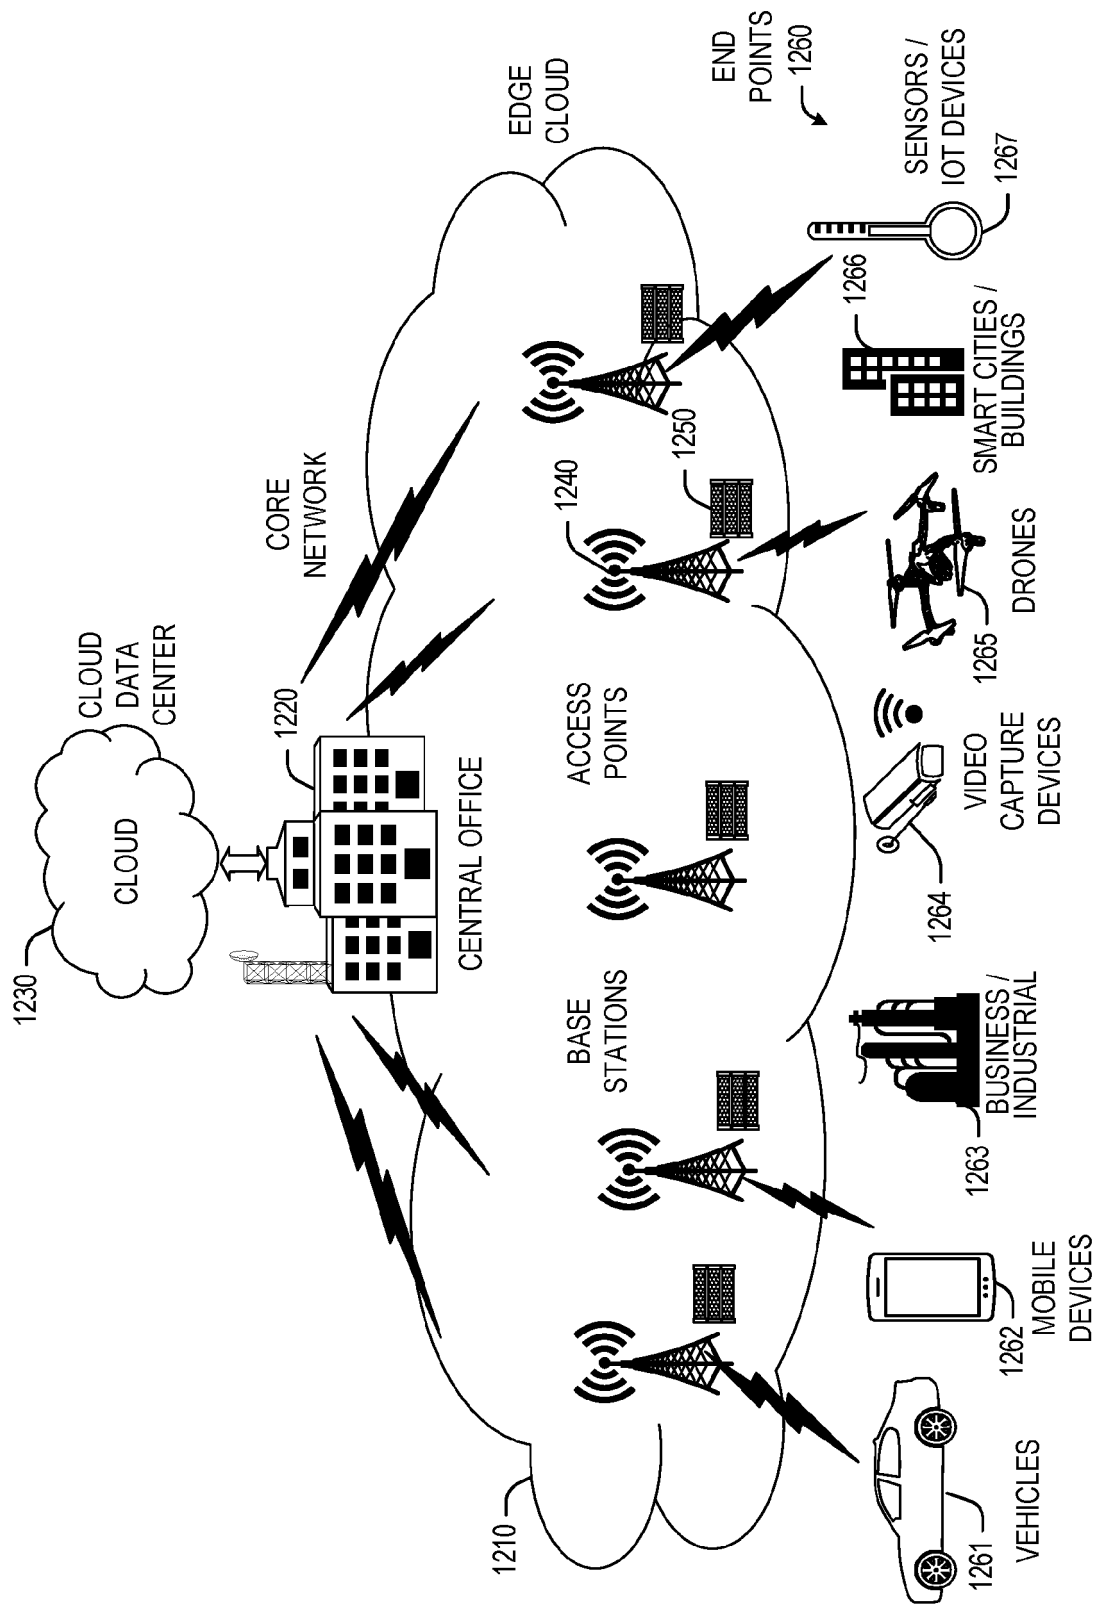 1230
CLOUD
CLOUD
DATA
CENTER
1220
CORE
NETWORK
CENTRAL OFFICE
EDGE
CLOUD
1210
BASE
STATIONS
ACCESS
POINTS
1240
1250
END
POINTS
1260
1261
VEHICLES
1262
MOBILE
DEVICES
1263
BUSINESS /
INDUSTRIAL
1264
VIDEO
CAPTURE
DEVICES
1265
DRONES
1266
SMART CITIES /
BUILDINGS
SENSORS /
IOT DEVICES
1267